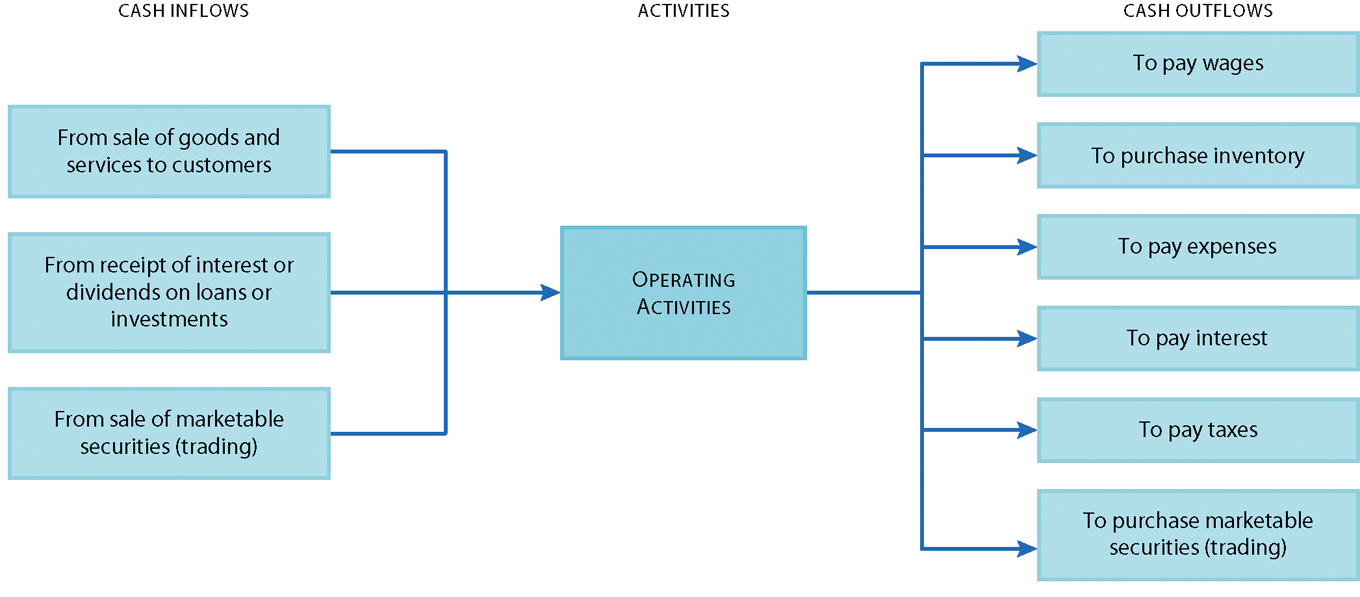 CASH INFLOWS
ACTIVITIES
CASH OUTFLOWS
From sale of goods and
services to customers
From receipt of interest or
dividends on loans or
investments
From sale of marketable
securities (trading)
OPERATING
ACTIVITIES
To pay wages
To purchase inventory
To pay expenses
To pay interest
To pay taxes
To purchase marketable
securities (trading)